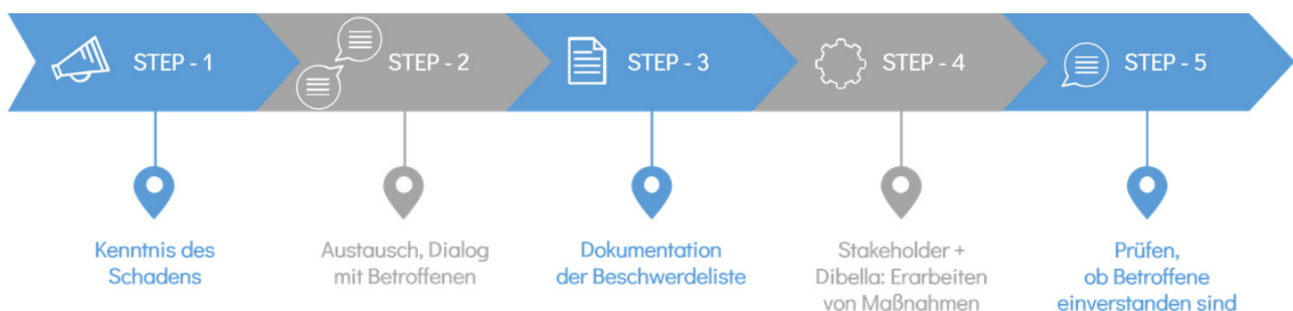 STEP - 1
STEP - 2
STEP - 3
STEP - 4
STEP - 5
Kenntnis des
Schadens
Austausch, Dialog
mit Betroffenen
Dokumentation
der Beschwerdeliste
Stakeholder +
Dibella: Erarbeiten
von Maßnahmen
Prüfen,
ob Betroffene
einverstanden sind